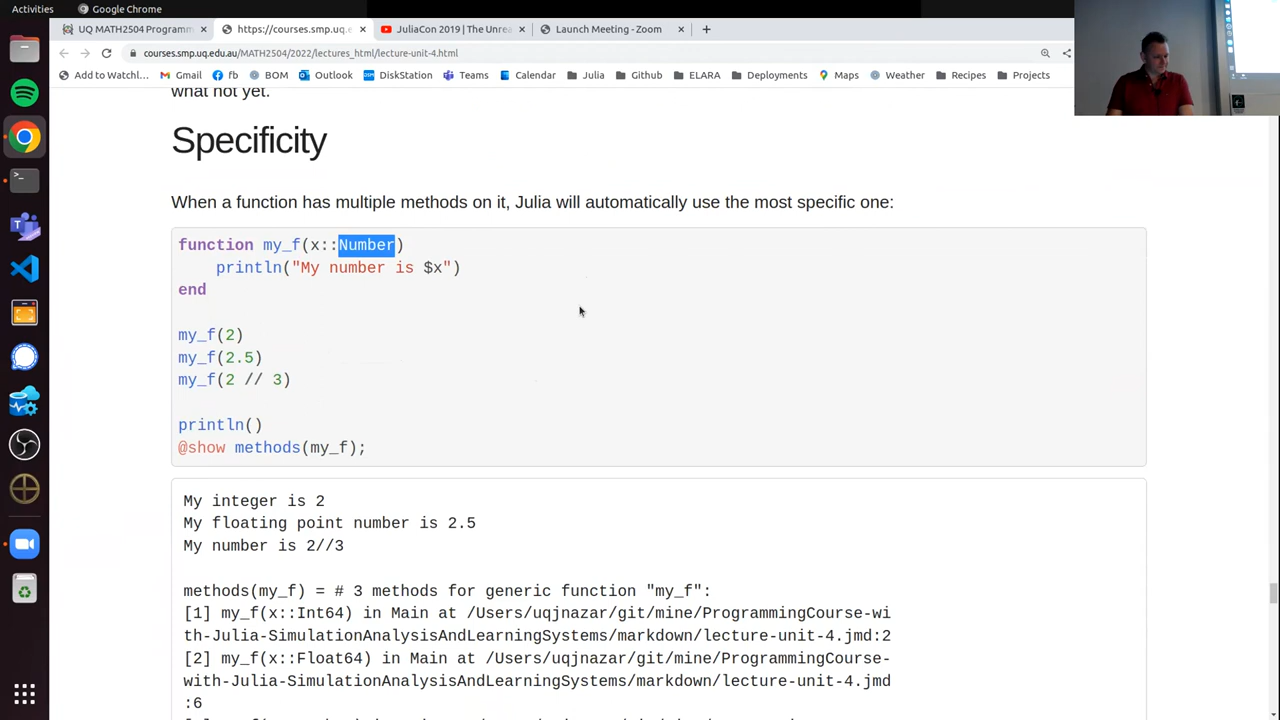 Activities
Google Chrome
UQ MATH2504 Programm
https://courses.smp.uq.e
JuliaCon 2019 | The Unrea
Launch Meeting - Zoom
courses.smp.uq.edu.au/MATH2504/2022/lectures_html/lecture-unit-4.html
Add to Watchl... Gmail fb BOM Outlook DiskStation Teams Calendar Julia Github ELARA Deployments Maps Weather Recipes Projects
what not yet.
Specificity
When a function has multiple methods on it, Julia will automatically use the most specific one:
function my_f(x::Number)
println("My number is $x")
end
my_f(2)
my_f(2.5)
my_f(2 // 3)
println()
@show methods(my_f);
My integer is 2
My floating point number is 2.5
My number is 2//3
methods(my_f) = # 3 methods for generic function "my_f":
[1] my_f(x::Int64) in Main at /Users/uqjnazar/git/mine/ProgrammingCourse-wi
th-Julia-SimulationAnalysisAndLearningSystems/markdown/lecture-unit-4.jmd:2
[2] my_f(x::Float64) in Main at /Users/uqjnazar/git/mine/ProgrammingCourse-
with-Julia-SimulationAnalysisAndLearningSystems/markdown/lecture-unit-4.jmd
:6